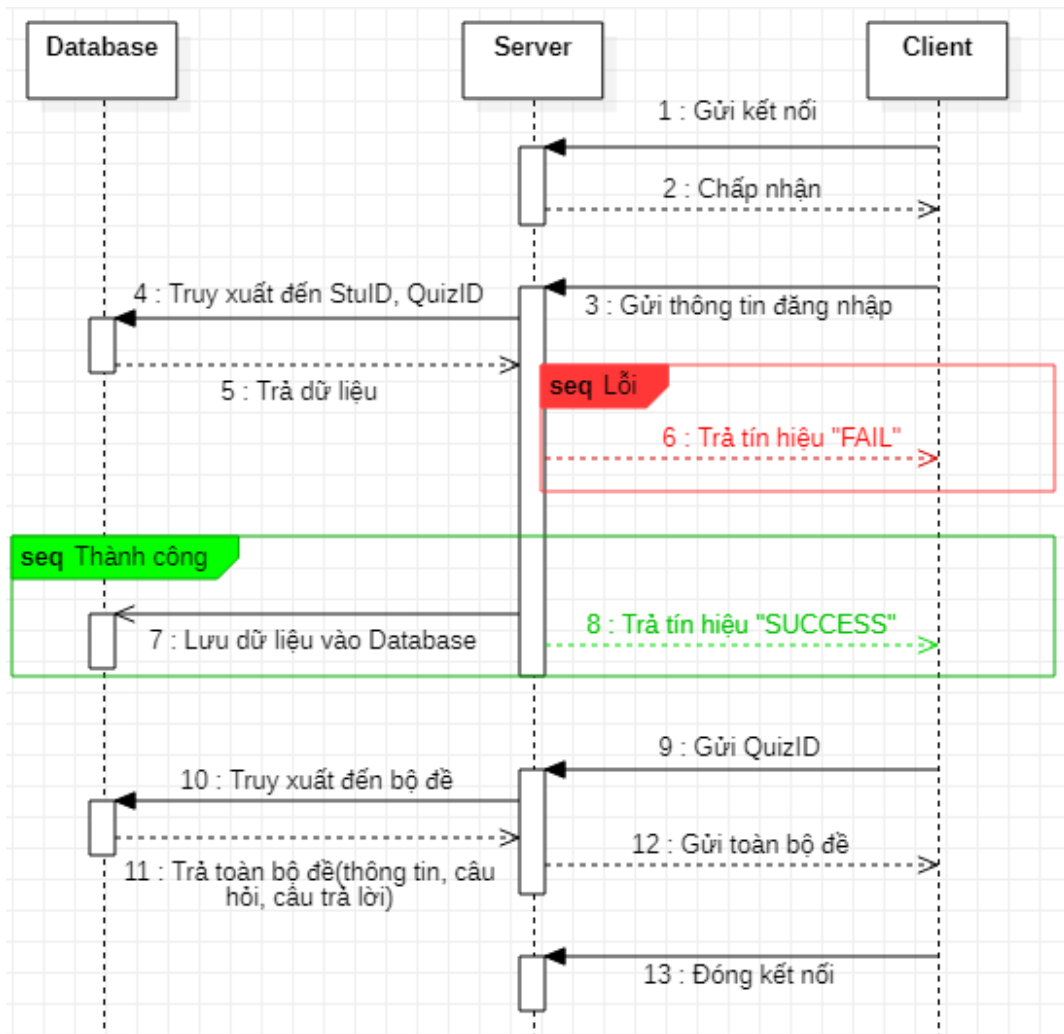 Database
Server
Client
1 : Gửi kết nối
2 : Chấp nhận
3 : Gửi thông tin đăng nhập
4 : Truy xuất đến StuID, QuizID
5 : Trả dữ liệu
seq Lỗi
6 : Trả tín hiệu "FAIL"
seq Thành công
7 : Lưu dữ liệu vào Database
8 : Trả tín hiệu "SUCCESS"
9 : Gửi QuizID
10 : Truy xuất đến bộ đề
11 : Trả toàn bộ đề(thông tin, câu
hỏi, câu trả lời)
12 : Gửi toàn bộ đề
13 : Đóng kết nối